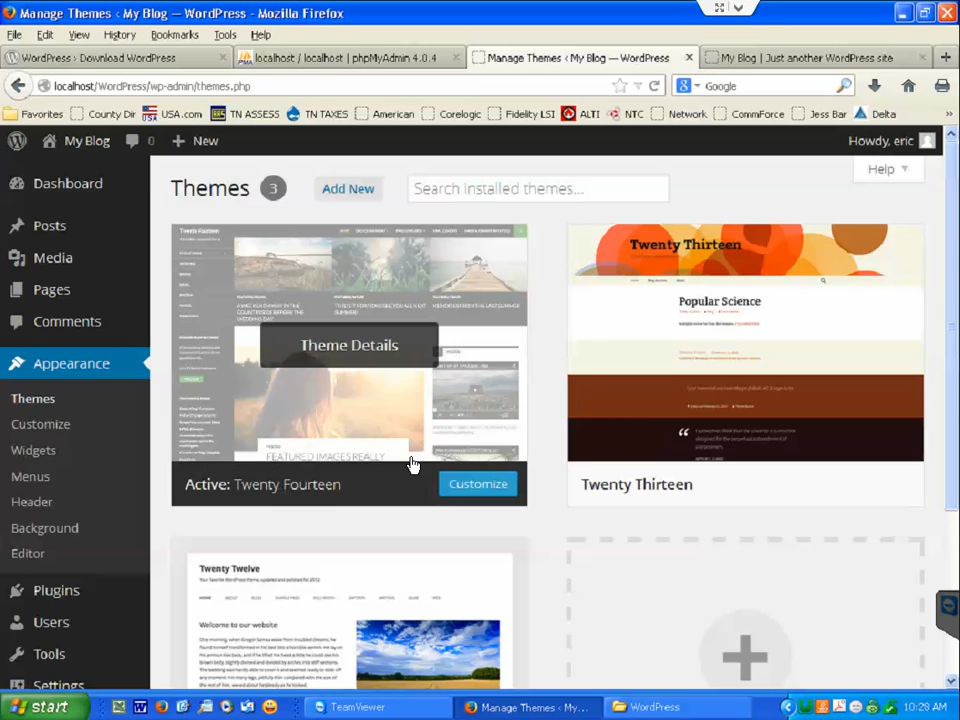 Manage Themes ‹ My Blog — WordPress - Mozilla Firefox
File Edit View History Bookmarks Tools Help
WordPress › Download WordPress
localhost / localhost | phpMyAdmin 4.0.4
Manage Themes ‹ My Blog — WordPress
My Blog | Just another WordPress site
localhost/WordPress/wp-admin/themes.php
Google
Favorites County Dir USA.com TN ASSESS TN TAXES American Corelogic Fidelity LSI ALTI NTC Network CommForce Jess Bar Delta
My Blog 0 New Howdy, eric
Help
Themes 3 Add New Search installed themes...
Dashboard
Posts
Media
Pages
Comments
Appearance
Themes
Customize
Widgets
Menus
Header
Background
Editor
Plugins
Users
Tools
Settings
Twenty Fourteen
FEATURED IMAGES REALLY
Theme Details
Active: Twenty Fourteen
Customize
Twenty Thirteen
Popular Science
Twenty Thirteen
Twenty Twelve
Welcome to our website
start
TeamViewer
Manage Themes ‹ My...
WordPress
10:28 AM